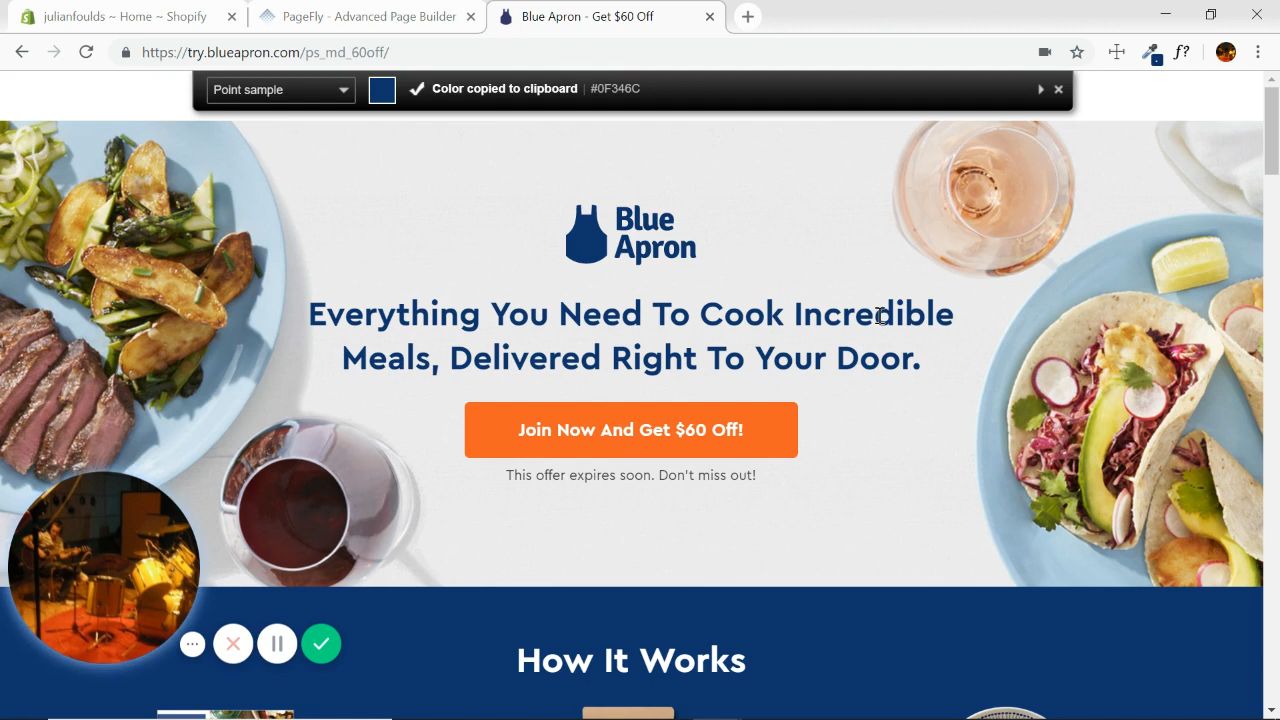 julianfoulds ~ Home ~ Shopify
PageFly - Advanced Page Builder
Blue Apron - Get $60 Off
https://try.blueapron.com/ps_md_60off/
f?
Point sample
Color copied to clipboard | #0F346C
Blue
Apron
Everything You Need To Cook Incredible
Meals, Delivered Right To Your Door.
Join Now And Get $60 Off!
This offer expires soon. Don't miss out!
How It Works